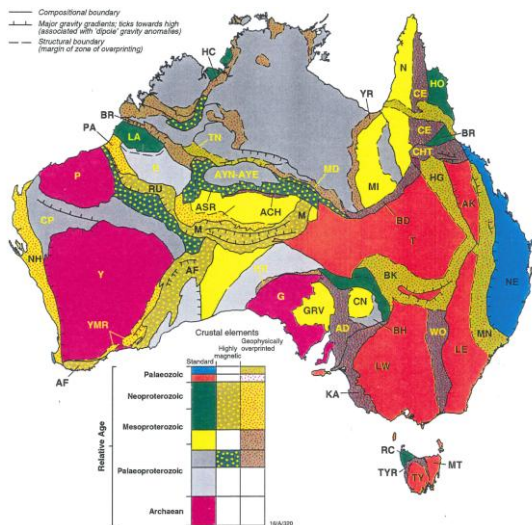 Compositional boundary
Major gravity gradients; ticks towards high
(associated with 'dipole' gravity anomalies)
Structural boundary
(margin of zone of overprinting)
N
HC
HO
CE
YR
BR
BR
CE
PA
LA
TN
CHT
AYN-AYE
MD
P
RU
MI
HG
ASR
ACH
M
AK
BD
CP
M
T
NH
AF
NE
Y
BK
G
CN
GRV
YMR
AD
BH
WO
MN
LE
AF
LW
KA
RC
MT
TYR
TY
Crustal elements
Standard
Highly
magnetic
Geophysically
overprinted
Relative Age
Palaeozoic
Neoproterozoic
Mesoproterozoic
Palaeoproterozoic
Archaean